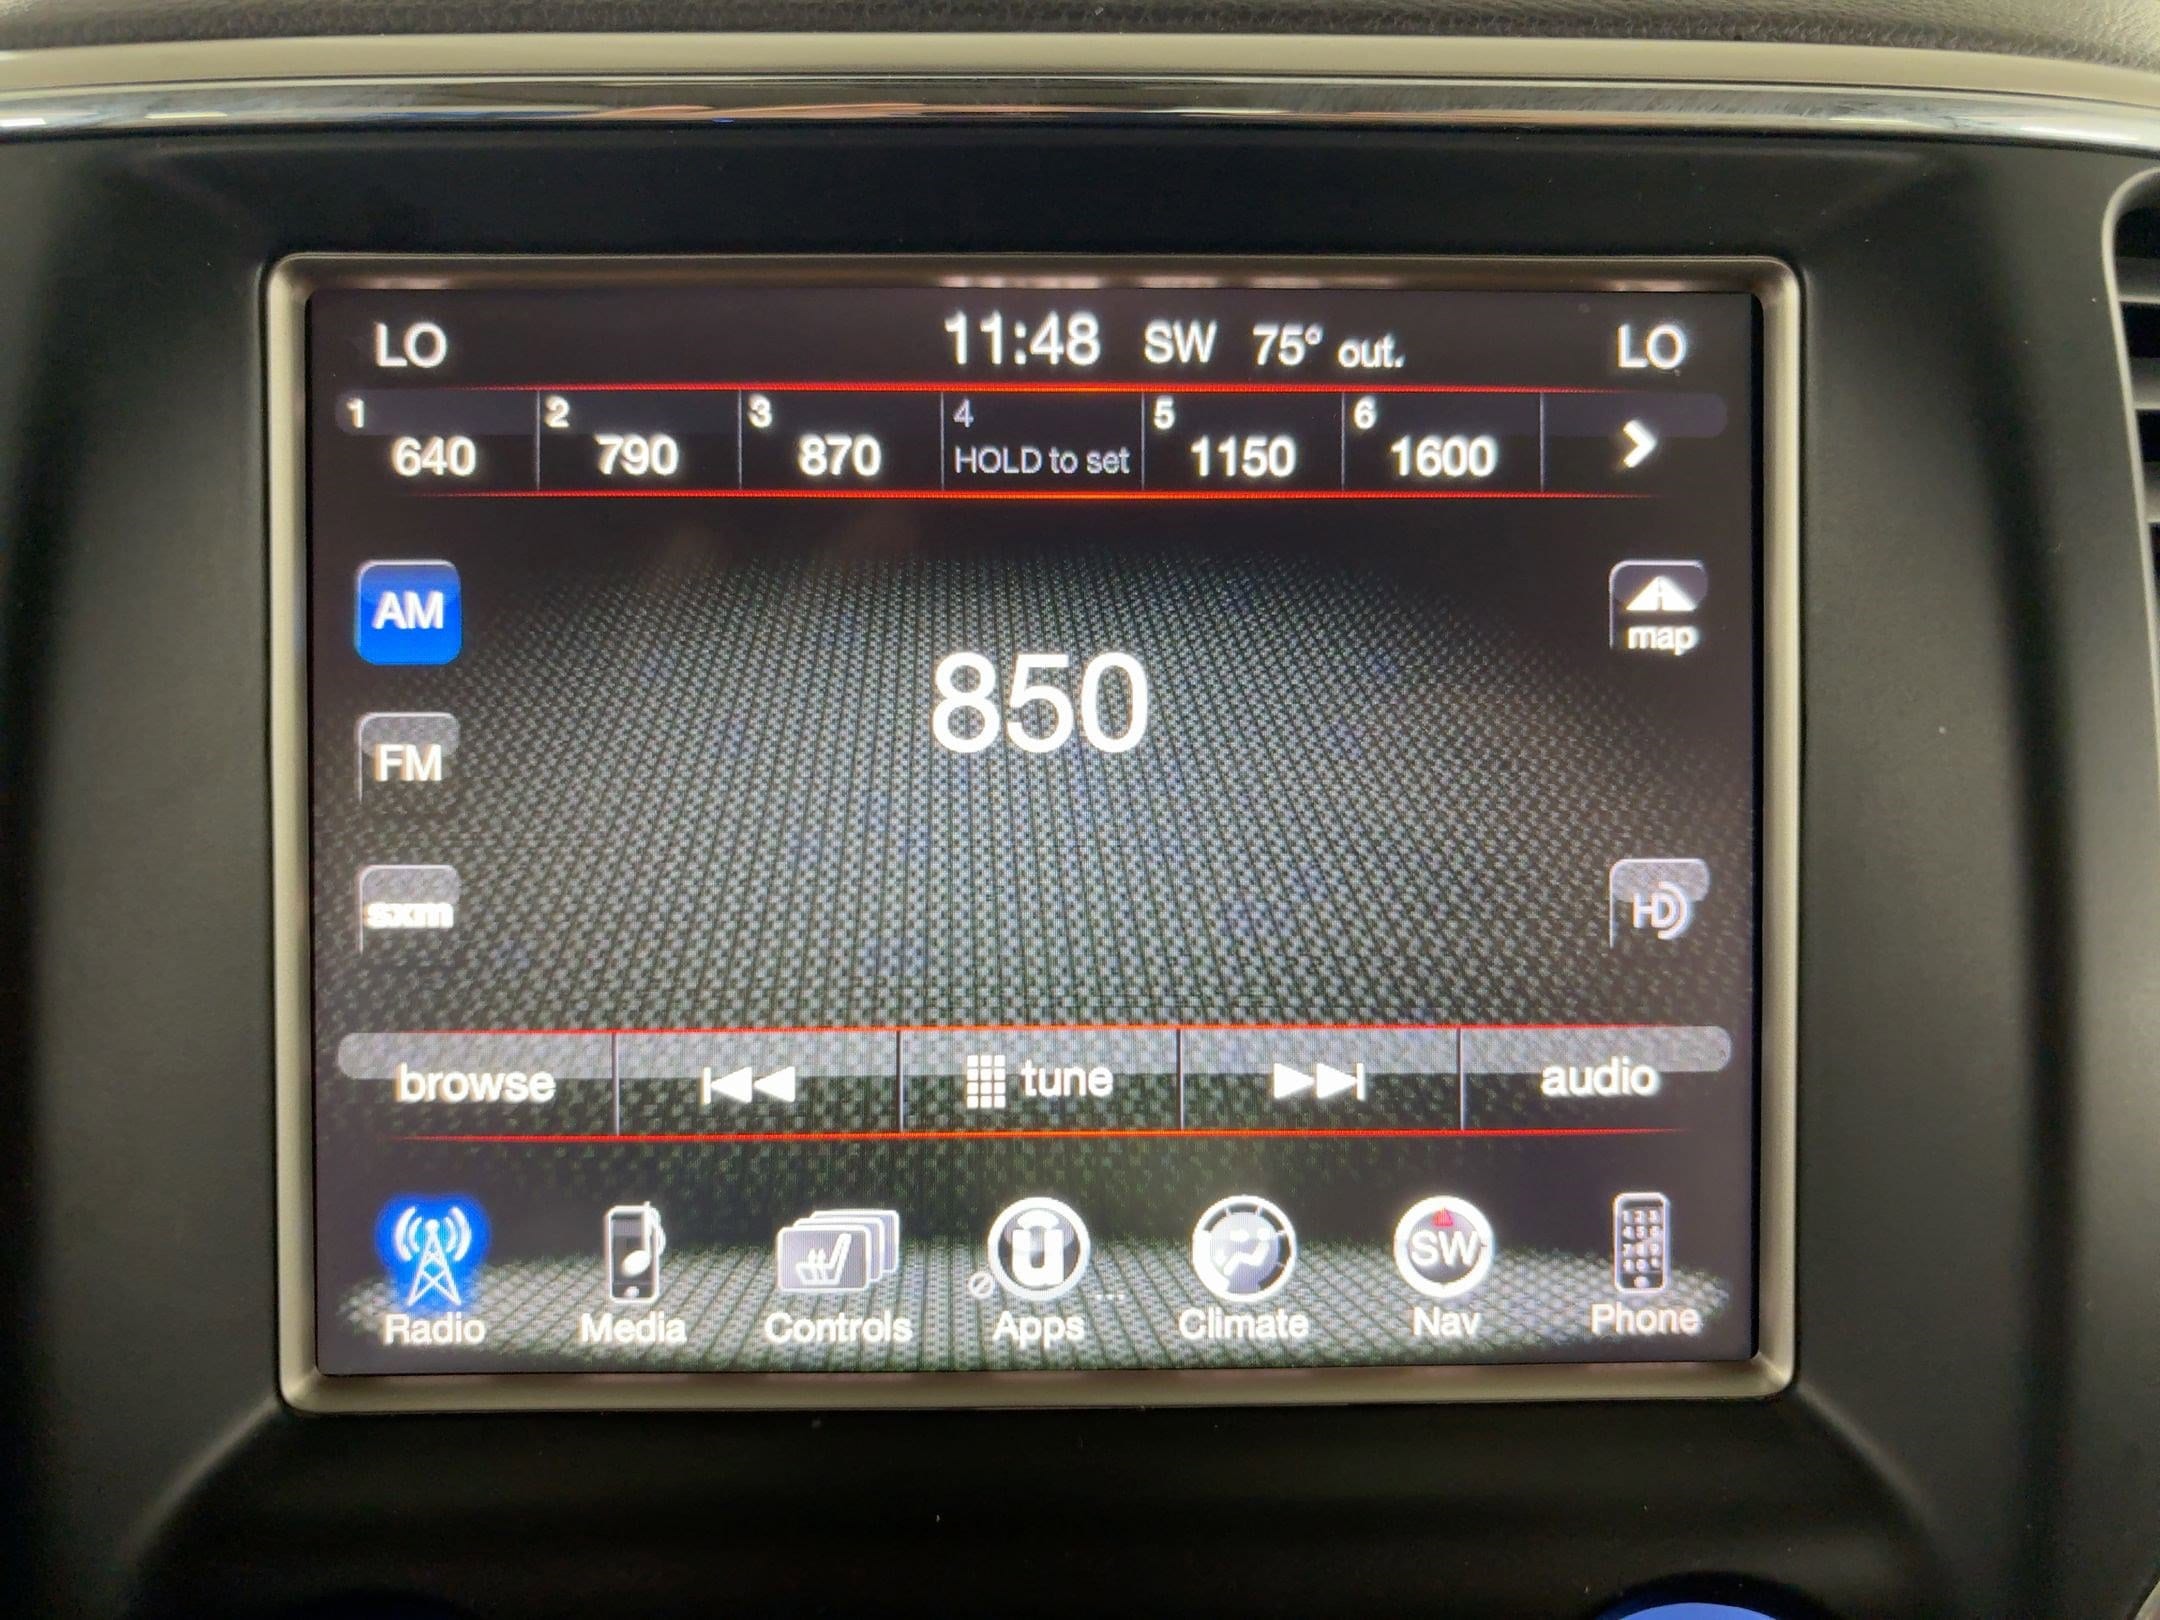 LO 11:48 SW 75° out. LO
1 2 3 4 5 6
640 790 870 HOLD to set 1150 1600
AM
map
850
FM
sxm
HD
browse tune audio
SW
Radio Media Controls Apps Climate Nav Phone